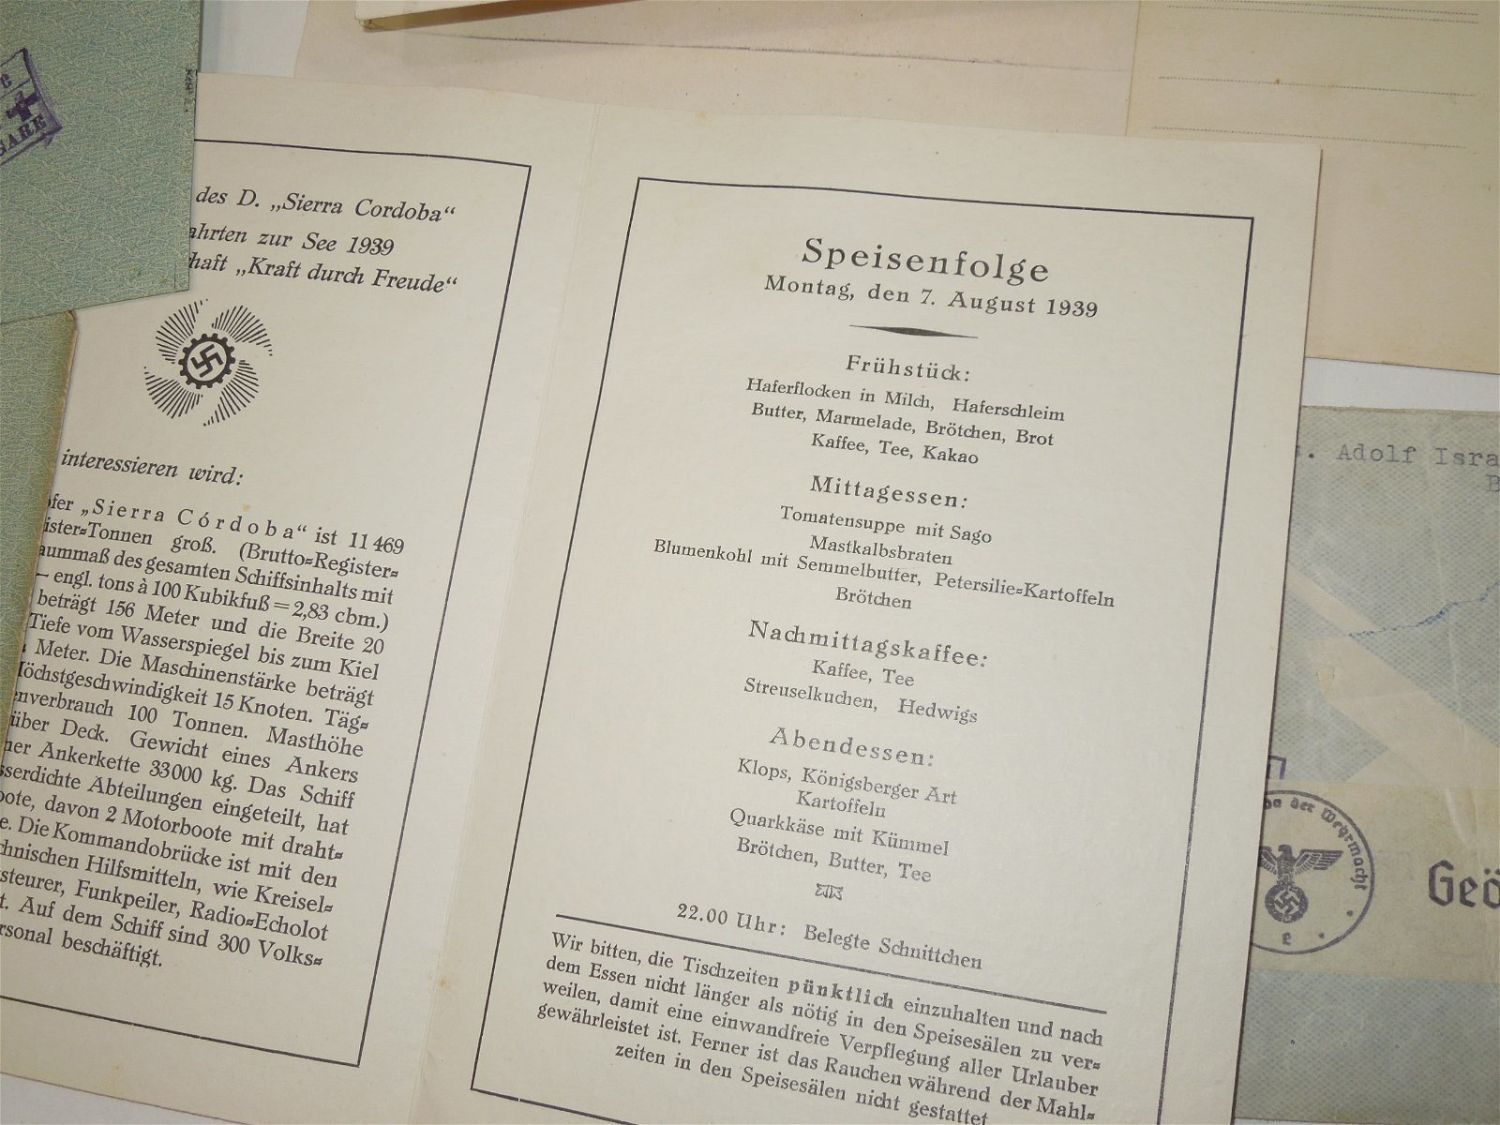 GARE
des D. „Sierra Cordoba“
zur See 1939
„Kraft durch Freude“
interessieren wird:
„Sierra Córdoba“ ist 11 469
Tonnen groß. (Brutto=Register=
des gesamten Schiffsinhalts mit
— engl. tons à 100 Kubikfuß = 2,83 cbm.)
beträgt 156 Meter und die Breite 20
Tiefe vom Wasserspiegel bis zum Kiel
Meter. Die Maschinenstärke beträgt
Höchstgeschwindigkeit 15 Knoten. Täg=
enverbrauch 100 Tonnen. Masthöhe
über Deck. Gewicht eines Ankers
ner Ankerkette 33000 kg. Das Schiff
sserdichte Abteilungen eingeteilt, hat
oote, davon 2 Motorboote mit draht=
e. Die Kommandobrücke ist mit den
chnischen Hilfsmitteln, wie Kreisel=
steurer, Funkpeiler, Radio=Echolot
t. Auf dem Schiff sind 300 Volks=
rsonal beschäftigt.
Speisenfolge
Montag, den 7. August 1939
Frühstück:
Haferflocken in Milch, Haferschleim
Butter, Marmelade, Brötchen, Brot
Kaffee, Tee, Kakao
Mittagessen:
Tomatensuppe mit Sago
Mastkalbsbraten
Blumenkohl mit Semmelbutter, Petersilie=Kartoffeln
Brötchen
Nachmittagskaffee:
Kaffee, Tee
Streuselkuchen, Hedwigs
Abendessen:
Klops, Königsberger Art
Kartoffeln
Quarkkäse mit Kümmel
Brötchen, Butter, Tee
22.00 Uhr: Belegte Schnittchen
Wir bitten, die Tischzeiten pünktlich einzuhalten und nach
dem Essen nicht länger als nötig in den Speisesälen zu ver=
weilen, damit eine einwandfreie Verpflegung aller Urlauber
gewährleistet ist. Ferner ist das Rauchen während der Mahl=
zeiten in den Speisesälen nicht gestattet
Adolf Isra
B
der Wehrmacht
Geö